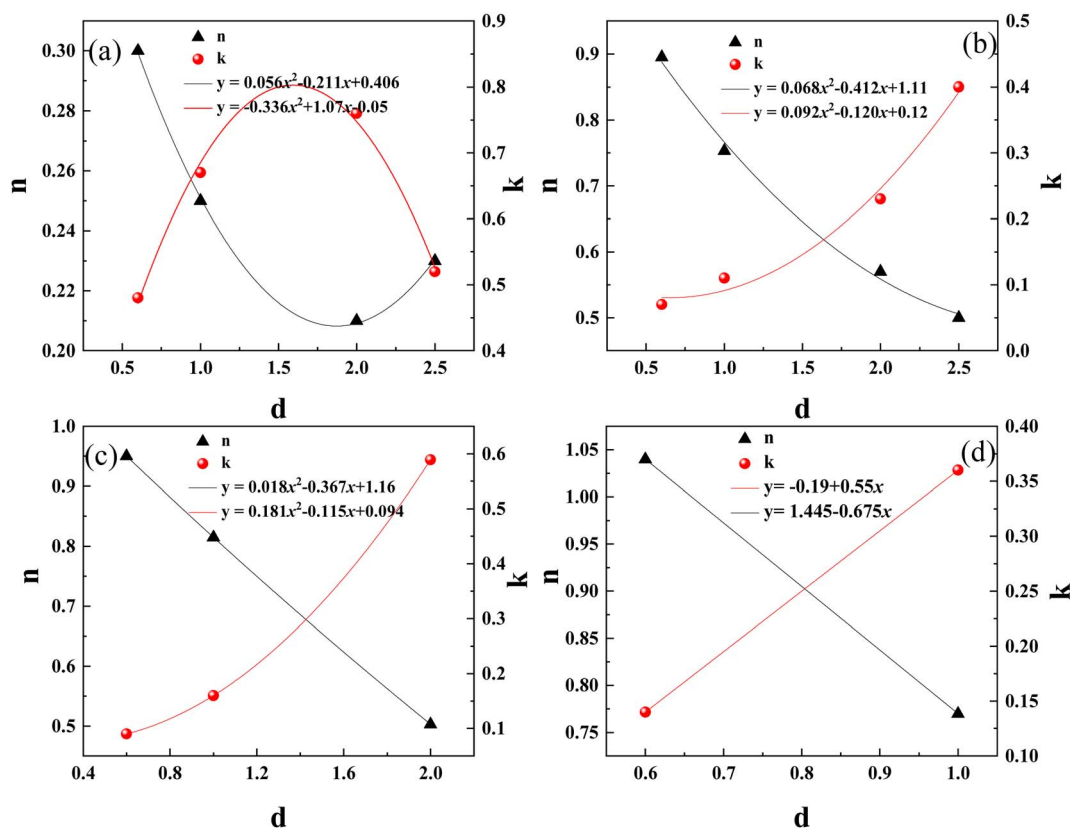 (a)
n
k
y = 0.056x²-0.211x+0.406
y = -0.336x²+1.07x-0.05
0.30
0.28
0.26
0.24
0.22
0.20
n
0.9
0.8
0.7
0.6
0.5
0.4
k
0.5 1.0 1.5 2.0 2.5
d
(b)
n
k
y = 0.068x²-0.412x+1.11
y = 0.092x²-0.120x+0.12
0.9
0.8
0.7
0.6
0.5
n
0.5
0.4
0.3
0.2
0.1
0.0
k
0.5 1.0 1.5 2.0 2.5
d
(c)
n
k
y = 0.018x²-0.367x+1.16
y = 0.181x²-0.115x+0.094
1.0
0.9
0.8
0.7
0.6
0.5
n
0.6
0.5
0.4
0.3
0.2
0.1
k
0.4 0.8 1.2 1.6 2.0
d
(d)
n
k
y= -0.19+0.55x
y= 1.445-0.675x
1.05
1.00
0.95
0.90
0.85
0.80
0.75
n
0.40
0.35
0.30
0.25
0.20
0.15
0.10
k
0.6 0.7 0.8 0.9 1.0
d